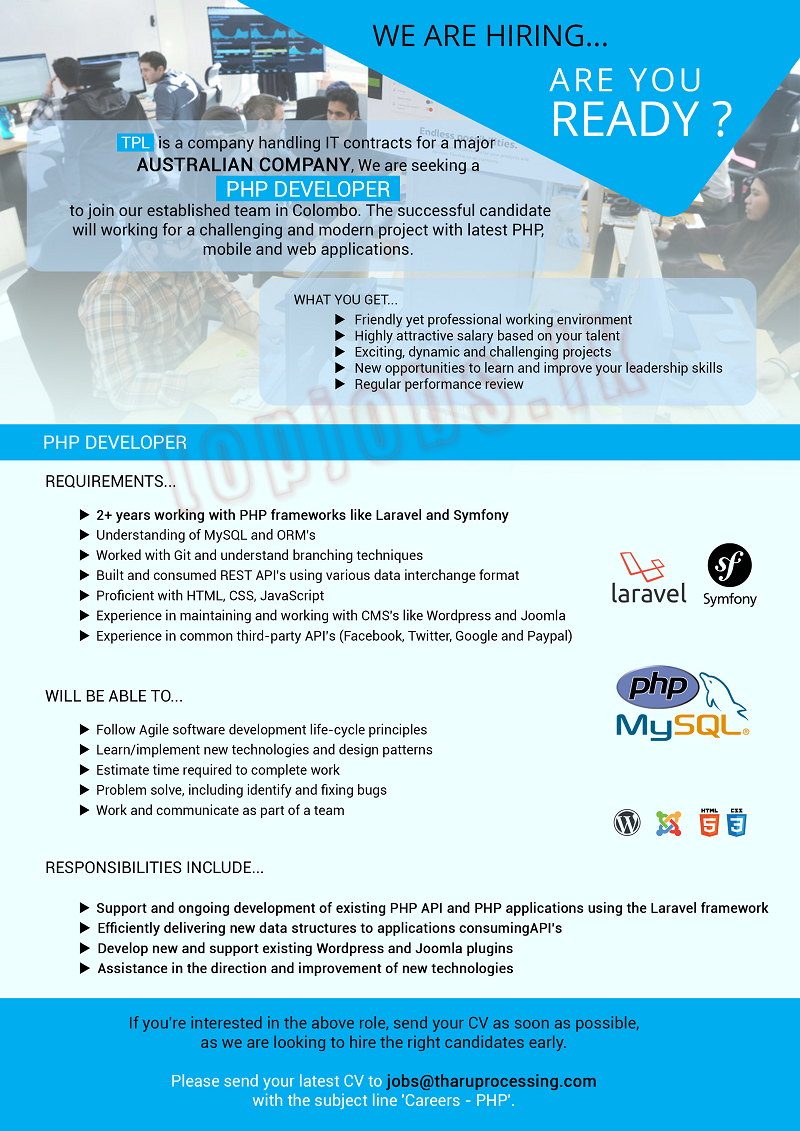 WE ARE HIRING...
ARE YOU
READY ?
Endless possibilities.
TPL is a company handling IT contracts for a major
AUSTRALIAN COMPANY, We are seeking a
PHP DEVELOPER
to join our established team in Colombo. The successful candidate
will working for a challenging and modern project with latest PHP,
mobile and web applications.
WHAT YOU GET...
▶ Friendly yet professional working environment
▶ Highly attractive salary based on your talent
▶ Exciting, dynamic and challenging projects
▶ New opportunities to learn and improve your leadership skills
▶ Regular performance review
topjobs.lk
PHP DEVELOPER
REQUIREMENTS...
▶ 2+ years working with PHP frameworks like Laravel and Symfony
▶ Understanding of MySQL and ORM's
▶ Worked with Git and understand branching techniques
▶ Built and consumed REST API's using various data interchange format
▶ Proficient with HTML, CSS, JavaScript
▶ Experience in maintaining and working with CMS's like Wordpress and Joomla
▶ Experience in common third-party API's (Facebook, Twitter, Google and Paypal)
laravel
sf
Symfony
WILL BE ABLE TO...
▶ Follow Agile software development life-cycle principles
▶ Learn/implement new technologies and design patterns
▶ Estimate time required to complete work
▶ Problem solve, including identify and fixing bugs
▶ Work and communicate as part of a team
php
MySQL®
W
HTML
5
CSS
3
RESPONSIBILITIES INCLUDE...
▶ Support and ongoing development of existing PHP API and PHP applications using the Laravel framework
▶ Efficiently delivering new data structures to applications consumingAPI's
▶ Develop new and support existing Wordpress and Joomla plugins
▶ Assistance in the direction and improvement of new technologies
If you're interested in the above role, send your CV as soon as possible,
as we are looking to hire the right candidates early.
Please send your latest CV to jobs@tharuprocessing.com
with the subject line 'Careers - PHP'.